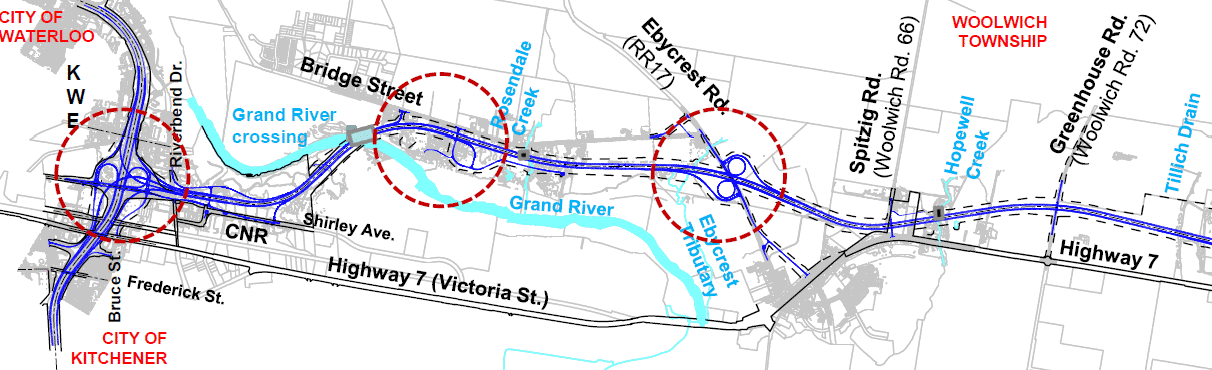 CITY OF
WATERLOO
K
W
E
Riverbend Dr.
Grand River
crossing
Bridge Street
Rosendale
Creek
Ebycrest Rd.
(RR17)
WOOLWICH
TOWNSHIP
Spitzig Rd.
(Woolwich Rd. 66)
Hopewell
Creek
Greenhouse Rd.
(Woolwich Rd. 72)
Tillich Drain
Grand River
Ebycrest
Tributary
Shirley Ave.
CNR
Highway 7 (Victoria St.)
Highway 7
Bruce St.
Frederick St.
CITY OF
KITCHENER